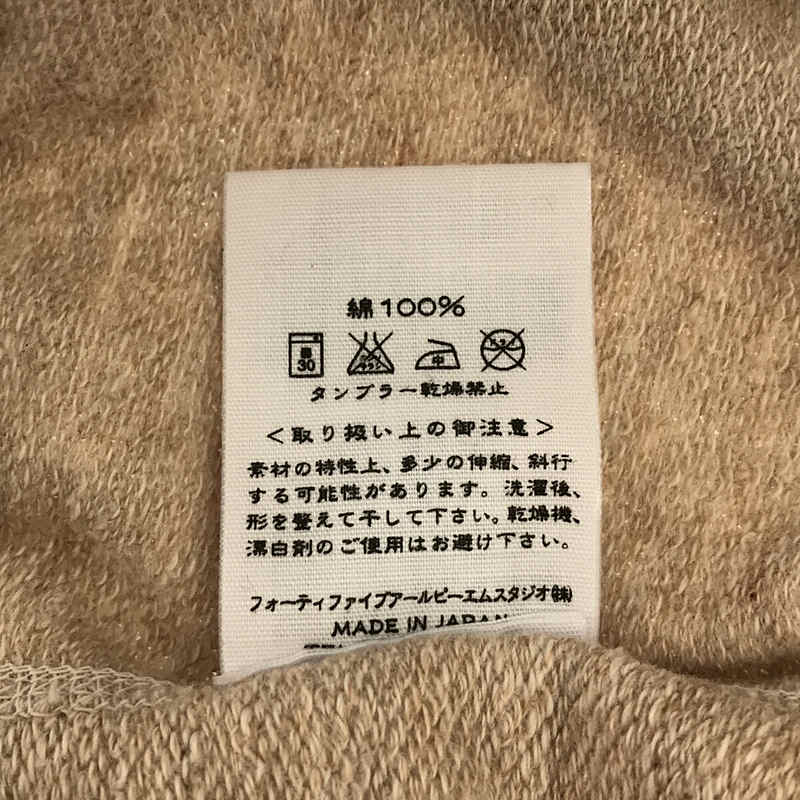 綿100%
30 中
タンブラー乾燥禁止
<取り扱い上の御注意>
素材の特性上、多少の伸縮、斜行
する可能性があります。洗濯後、
形を整えて干して下さい。乾燥機、
漂白剤のご使用はお避け下さい。
フォーティファイブアールピーエムスタジオ㈱
MADE IN JAPAN